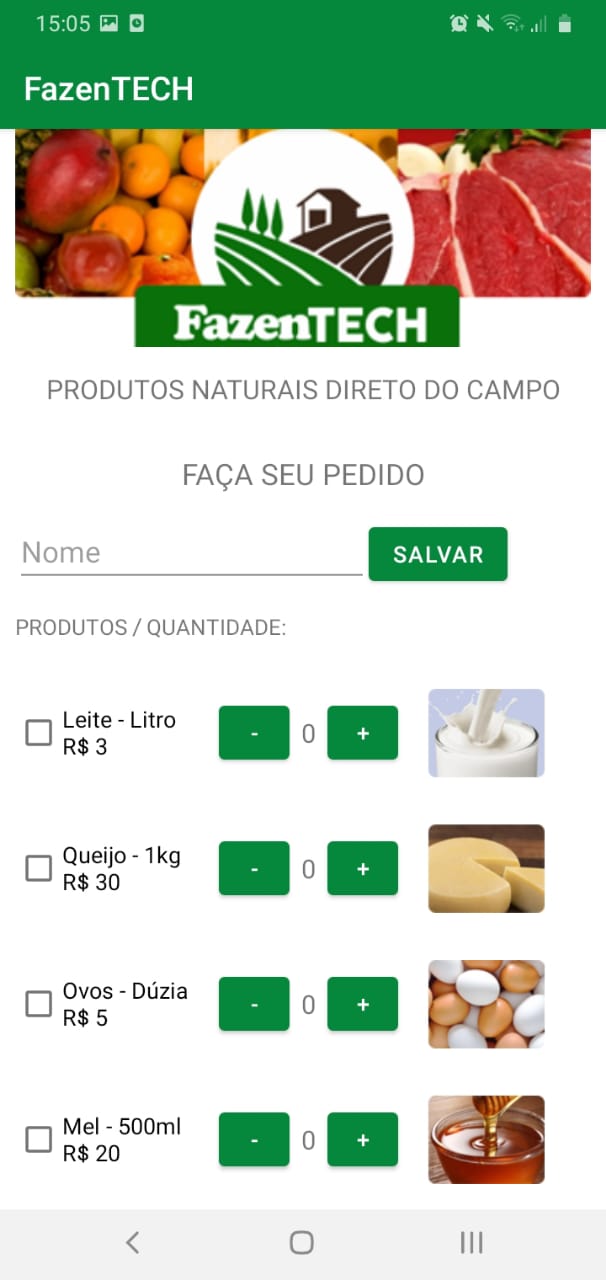 15:05
FazenTECH
FazenTECH
PRODUTOS NATURAIS DIRETO DO CAMPO
FAÇA SEU PEDIDO
Nome
SALVAR
PRODUTOS / QUANTIDADE:
Leite - Litro
R$ 3
- 0 +
Queijo - 1kg
R$ 30
- 0 +
Ovos - Dúzia
R$ 5
- 0 +
Mel - 500ml
R$ 20
- 0 +